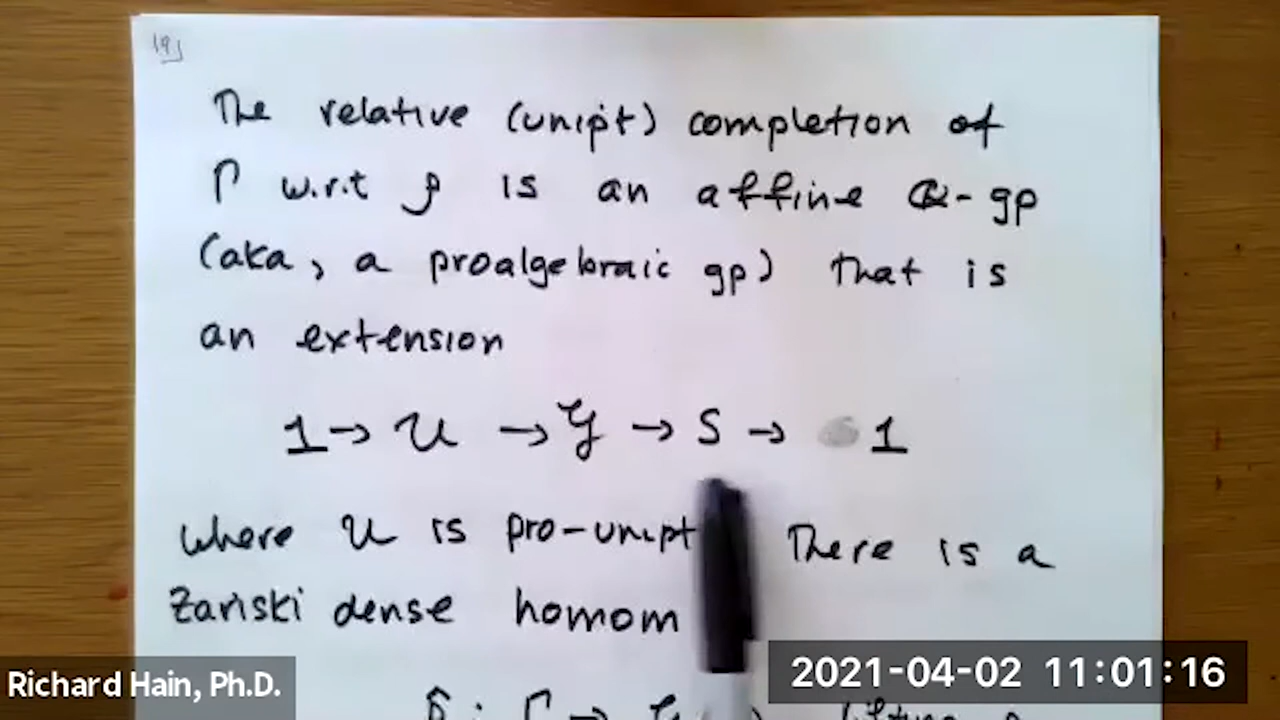 19]
The relative (unipt) completion of
Γ w.r.t ρ is an affine Q-gp
(aka, a proalgebraic gp) that is
an extension
1 → U → G → S → 1
where U is pro-unipt There is a
Zariski dense homom
ρ̃ : Γ → lifting ρ
Richard Hain, Ph.D.
2021-04-02 11:01:16